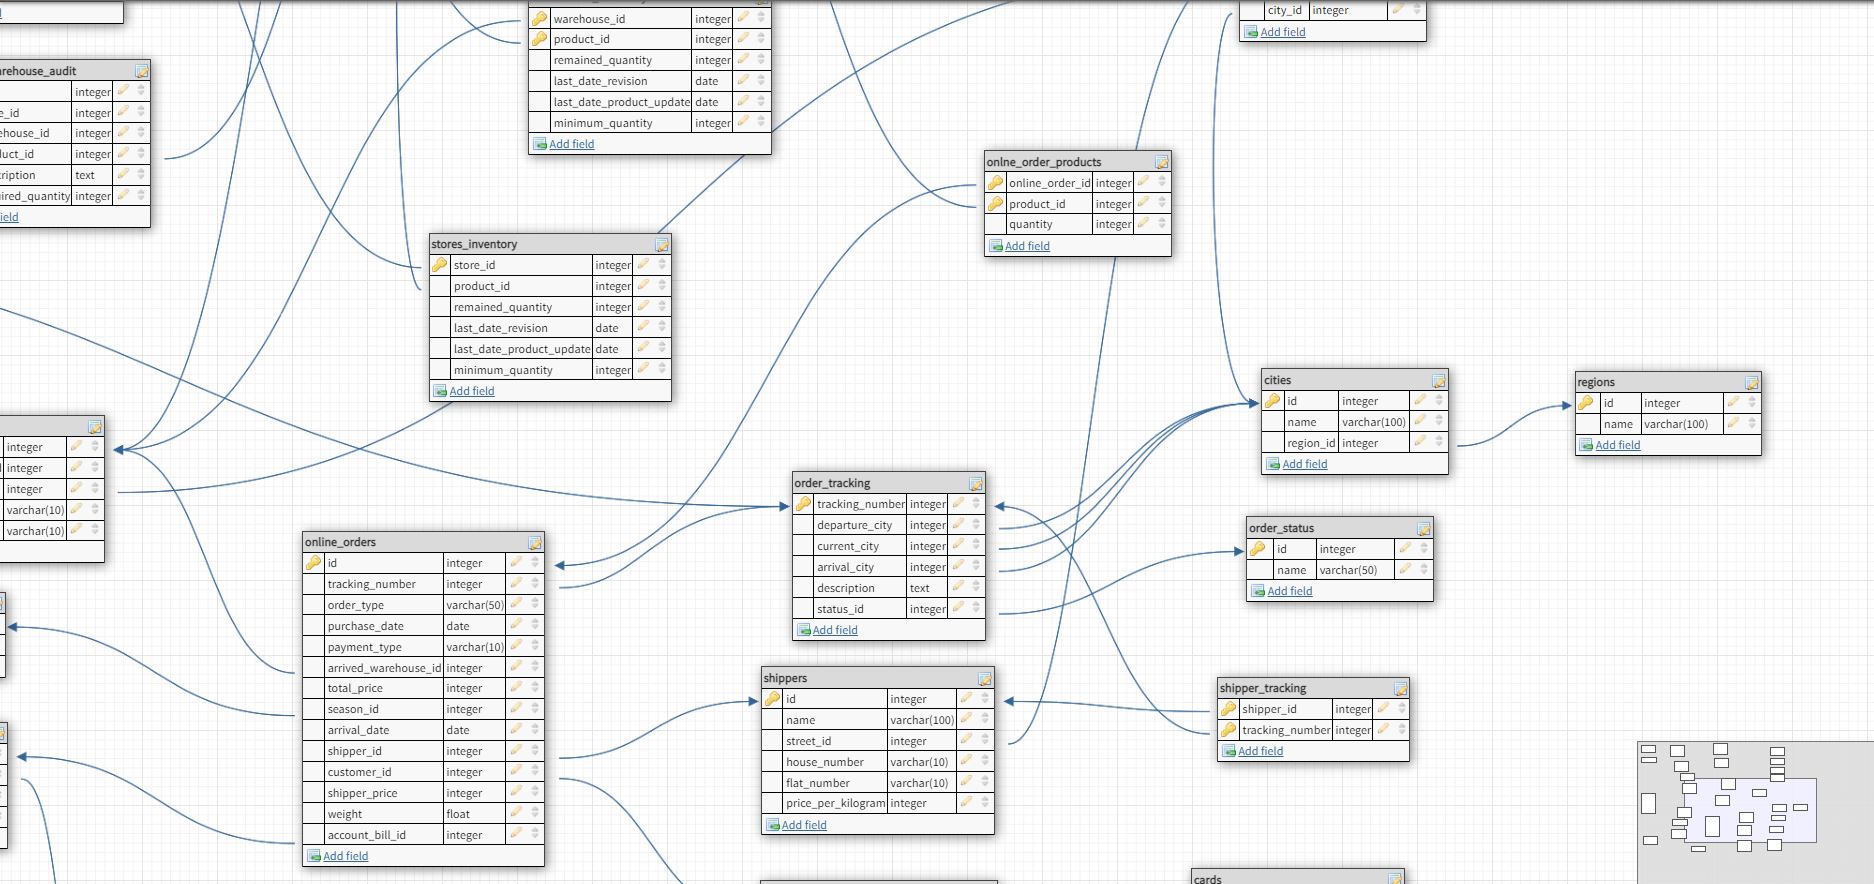 warehouse_id integer
product_id integer
remained_quantity integer
last_date_revision date
last_date_product_update date
minimum_quantity integer
Add field
city_id integer
Add field
integer
integer
integer
integer
text
integer
onlne_order_products
online_order_id integer
product_id integer
quantity integer
Add field
stores_inventory
store_id integer
product_id integer
remained_quantity integer
last_date_revision date
last_date_product_update date
minimum_quantity integer
Add field
cities
id integer
name varchar(100)
region_id integer
Add field
regions
id integer
name varchar(100)
Add field
integer
integer
integer
varchar(10)
varchar(10)
order_tracking
tracking_number integer
departure_city integer
current_city integer
arrival_city integer
description text
status_id integer
Add field
order_status
id integer
name varchar(50)
Add field
online_orders
id integer
tracking_number integer
order_type varchar(50)
purchase_date date
payment_type varchar(10)
arrived_warehouse_id integer
total_price integer
season_id integer
arrival_date date
shipper_id integer
customer_id integer
shipper_price integer
weight float
account_bill_id integer
Add field
shippers
id integer
name varchar(100)
street_id integer
house_number varchar(10)
flat_number varchar(10)
price_per_kilogram integer
Add field
shipper_tracking
shipper_id integer
tracking_number integer
Add field
cards